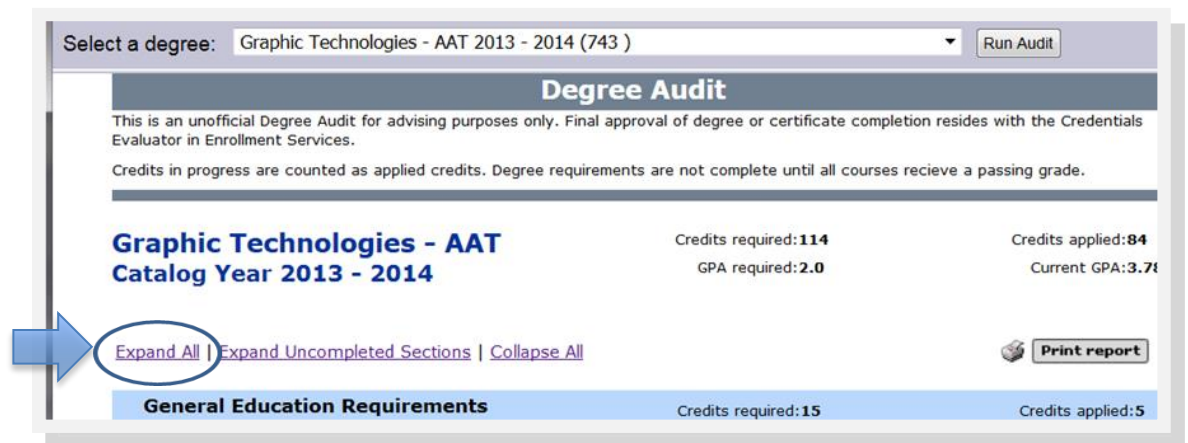 Select a degree: Graphic Technologies - AAT 2013 - 2014 (743 ) Run Audit
Degree Audit
This is an unofficial Degree Audit for advising purposes only. Final approval of degree or certificate completion resides with the Credentials
Evaluator in Enrollment Services.
Credits in progress are counted as applied credits. Degree requirements are not complete until all courses recieve a passing grade.
Graphic Technologies - AAT Credits required:114 Credits applied:84
Catalog Year 2013 - 2014 GPA required:2.0 Current GPA:3.78
Expand All | Expand Uncompleted Sections | Collapse All Print report
General Education Requirements Credits required:15 Credits applied:5